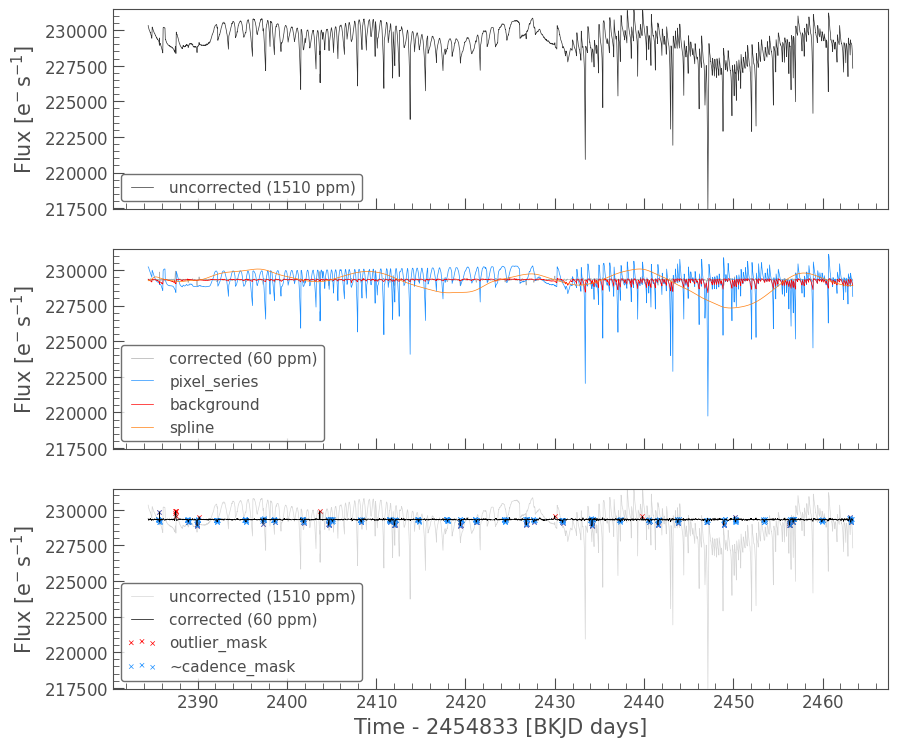 230000
227500
225000
222500
220000
217500
Flux [e⁻ s⁻¹]
uncorrected (1510 ppm)
230000
227500
225000
222500
220000
217500
Flux [e⁻ s⁻¹]
corrected (60 ppm)
pixel_series
background
spline
230000
227500
225000
222500
220000
217500
Flux [e⁻ s⁻¹]
uncorrected (1510 ppm)
corrected (60 ppm)
outlier_mask
~cadence_mask
2390 2400 2410 2420 2430 2440 2450 2460
Time - 2454833 [BKJD days]